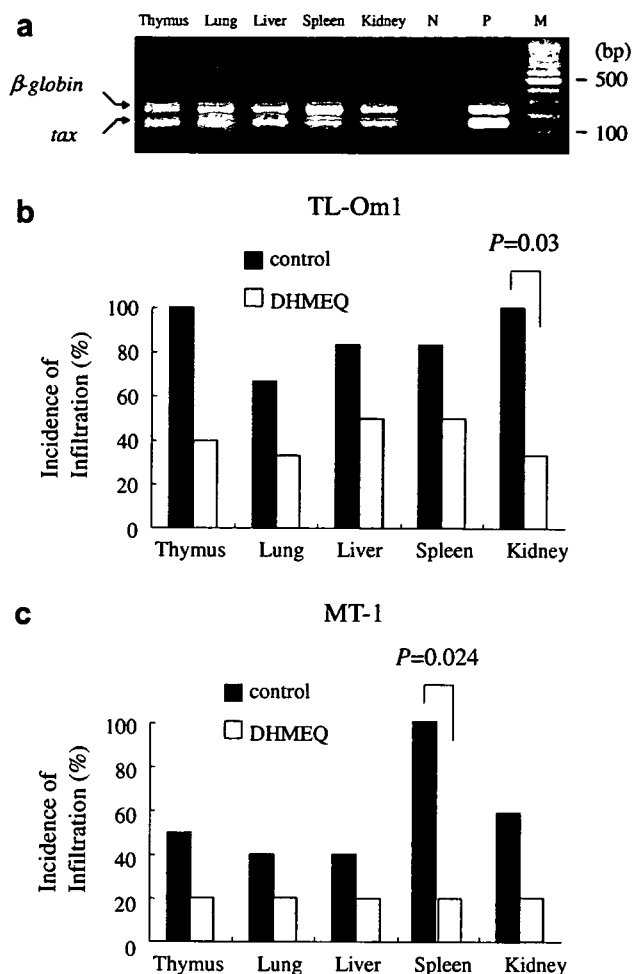 a
Thymus Lung Liver Spleen Kidney N P M
(bp)
β-globin
500
tax
100
b
TL-Om1
P=0.03
control
DHMEQ
Incidence of
Infiltration (%)
100
80
60
40
20
0
Thymus Lung Liver Spleen Kidney
c
MT-1
P=0.024
control
DHMEQ
Incidence of
Infiltration (%)
100
80
60
40
20
0
Thymus Lung Liver Spleen Kidney